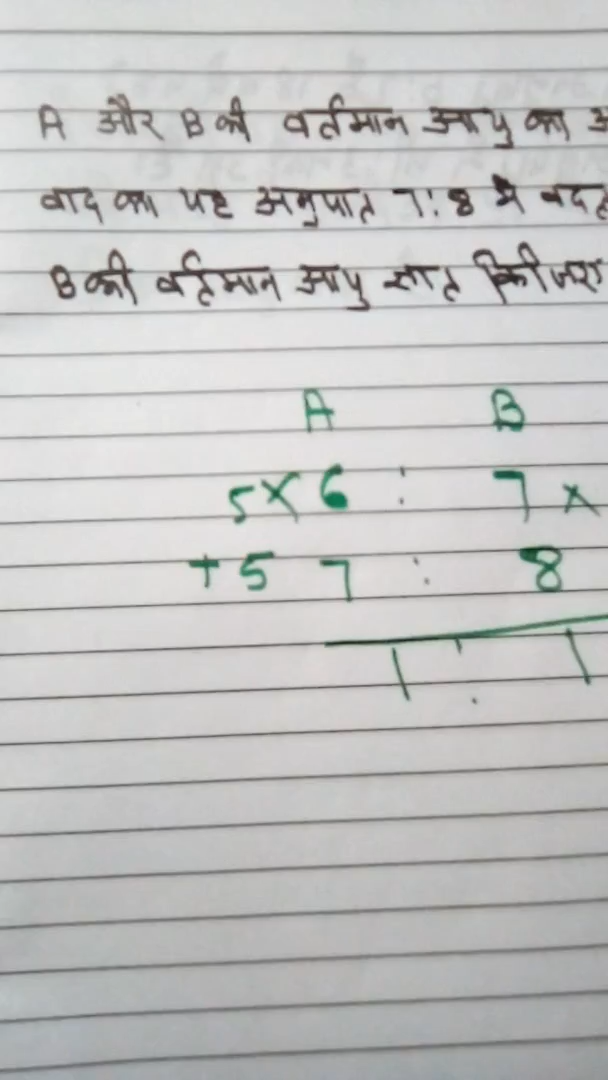 A और B की वर्तमान आयु का
बाद का यह अनुपात 7:8 मे
B की वर्तमान आयु ज्ञात कीजिए
A B
5 × 6 : 7 ×
+ 5 7 : 8
1 : 1